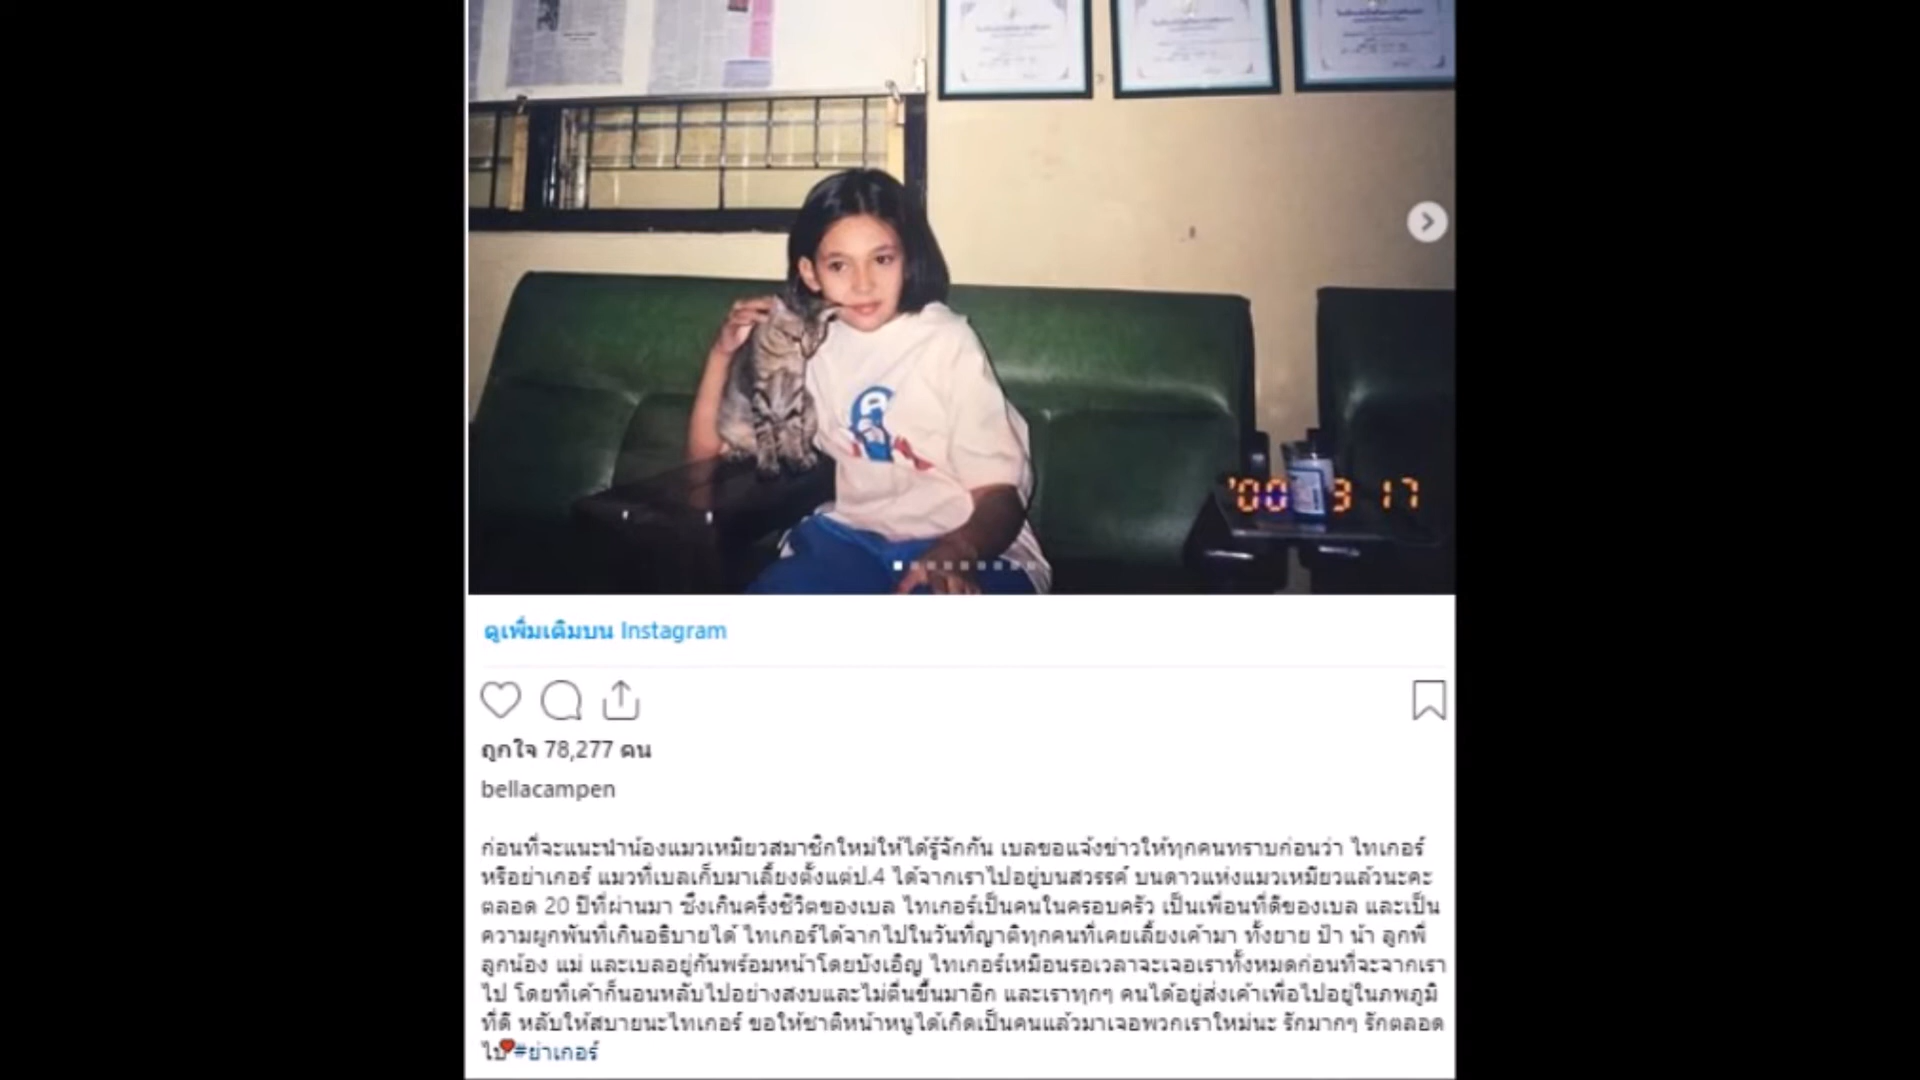 '00 3 17
ดูเพิ่มเติมบน Instagram
ถูกใจ 78,277 คน
bellacampen
ก่อนที่จะแนะนำน้องแมวเหมียวสมาชิกใหม่ให้ได้รู้จักกัน เบลขอแจ้งข่าวให้ทุกคนทราบก่อนว่า ไทเกอร์
หรือย่าเกอร์ แมวที่เบลเก็บมาเลี้ยงตั้งแต่ป.4 ได้จากเราไปอยู่บนสวรรค์ บนดาวแห่งแมวเหมียวแล้วนะคะ
ตลอด 20 ปีที่ผ่านมา ซึ่งเกินครึ่งชีวิตของเบล ไทเกอร์เป็นคนในครอบครัว เป็นเพื่อนที่ดีของเบล และเป็น
ความผูกพันที่เกินอธิบายได้ ไทเกอร์ได้จากไปในวันที่ญาติทุกคนที่เคยเลี้ยงเค้ามา ทั้งยาย ป้า น้า ลูกพี่
ลูกน้อง แม่ และเบลอยู่กันพร้อมหน้าโดยบังเอิญ ไทเกอร์เหมือนรอเวลาจะเจอเราทั้งหมดก่อนที่จะจากเรา
ไป โดยที่เค้าก็นอนหลับไปอย่างสงบและไม่ตื่นขึ้นมาอีก และเราทุกๆ คนได้อยู่ส่งเค้าเพื่อไปอยู่ในภพภูมิ
ที่ดี หลับให้สบายนะไทเกอร์ ขอให้ชาติหน้าหนูได้เกิดเป็นคนแล้วมาเจอพวกเราใหม่นะ รักมากๆ รักตลอด
ไป❤#ย่าเกอร์